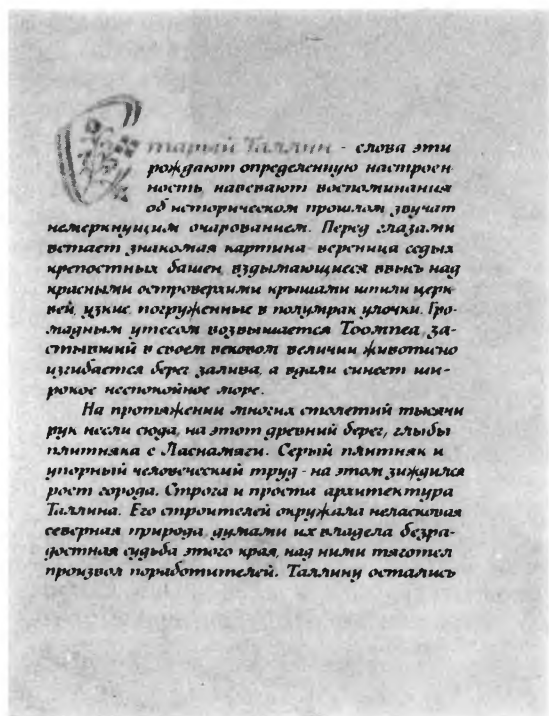 Старый Таллин - слова эти
рождают определенную настроен-
ность, навевают воспоминания
об историческом прошлом, звучат
немеркнущим очарованием. Перед глазами
встает знакомая картина - вереница седых
крепостных башен, вздымающиеся ввысь над
красными островерхими крышами шпили церк-
вей, узкие, погруженные в полумрак улочки. Гро-
мадным утесом возвышается Тоомпеа, за-
стывший в своем вековом величии, живописно
изгибается берег залива, а вдали синеет ши-
рокое неспокойное море.
На протяжении многих столетий тысячи
рук несли сюда, на этот древний берег, глыбы
плитняка с Ласнамяги. Серый плитняк и
упорный человеческий труд - на этом зиждился
рост города. Строга и проста архитектура
Таллина. Его строителей окружала неласковая
северная природа, думами их владела безра-
достная судьба этого края, над ними тяготел
произвол поработителей. Таллину остались